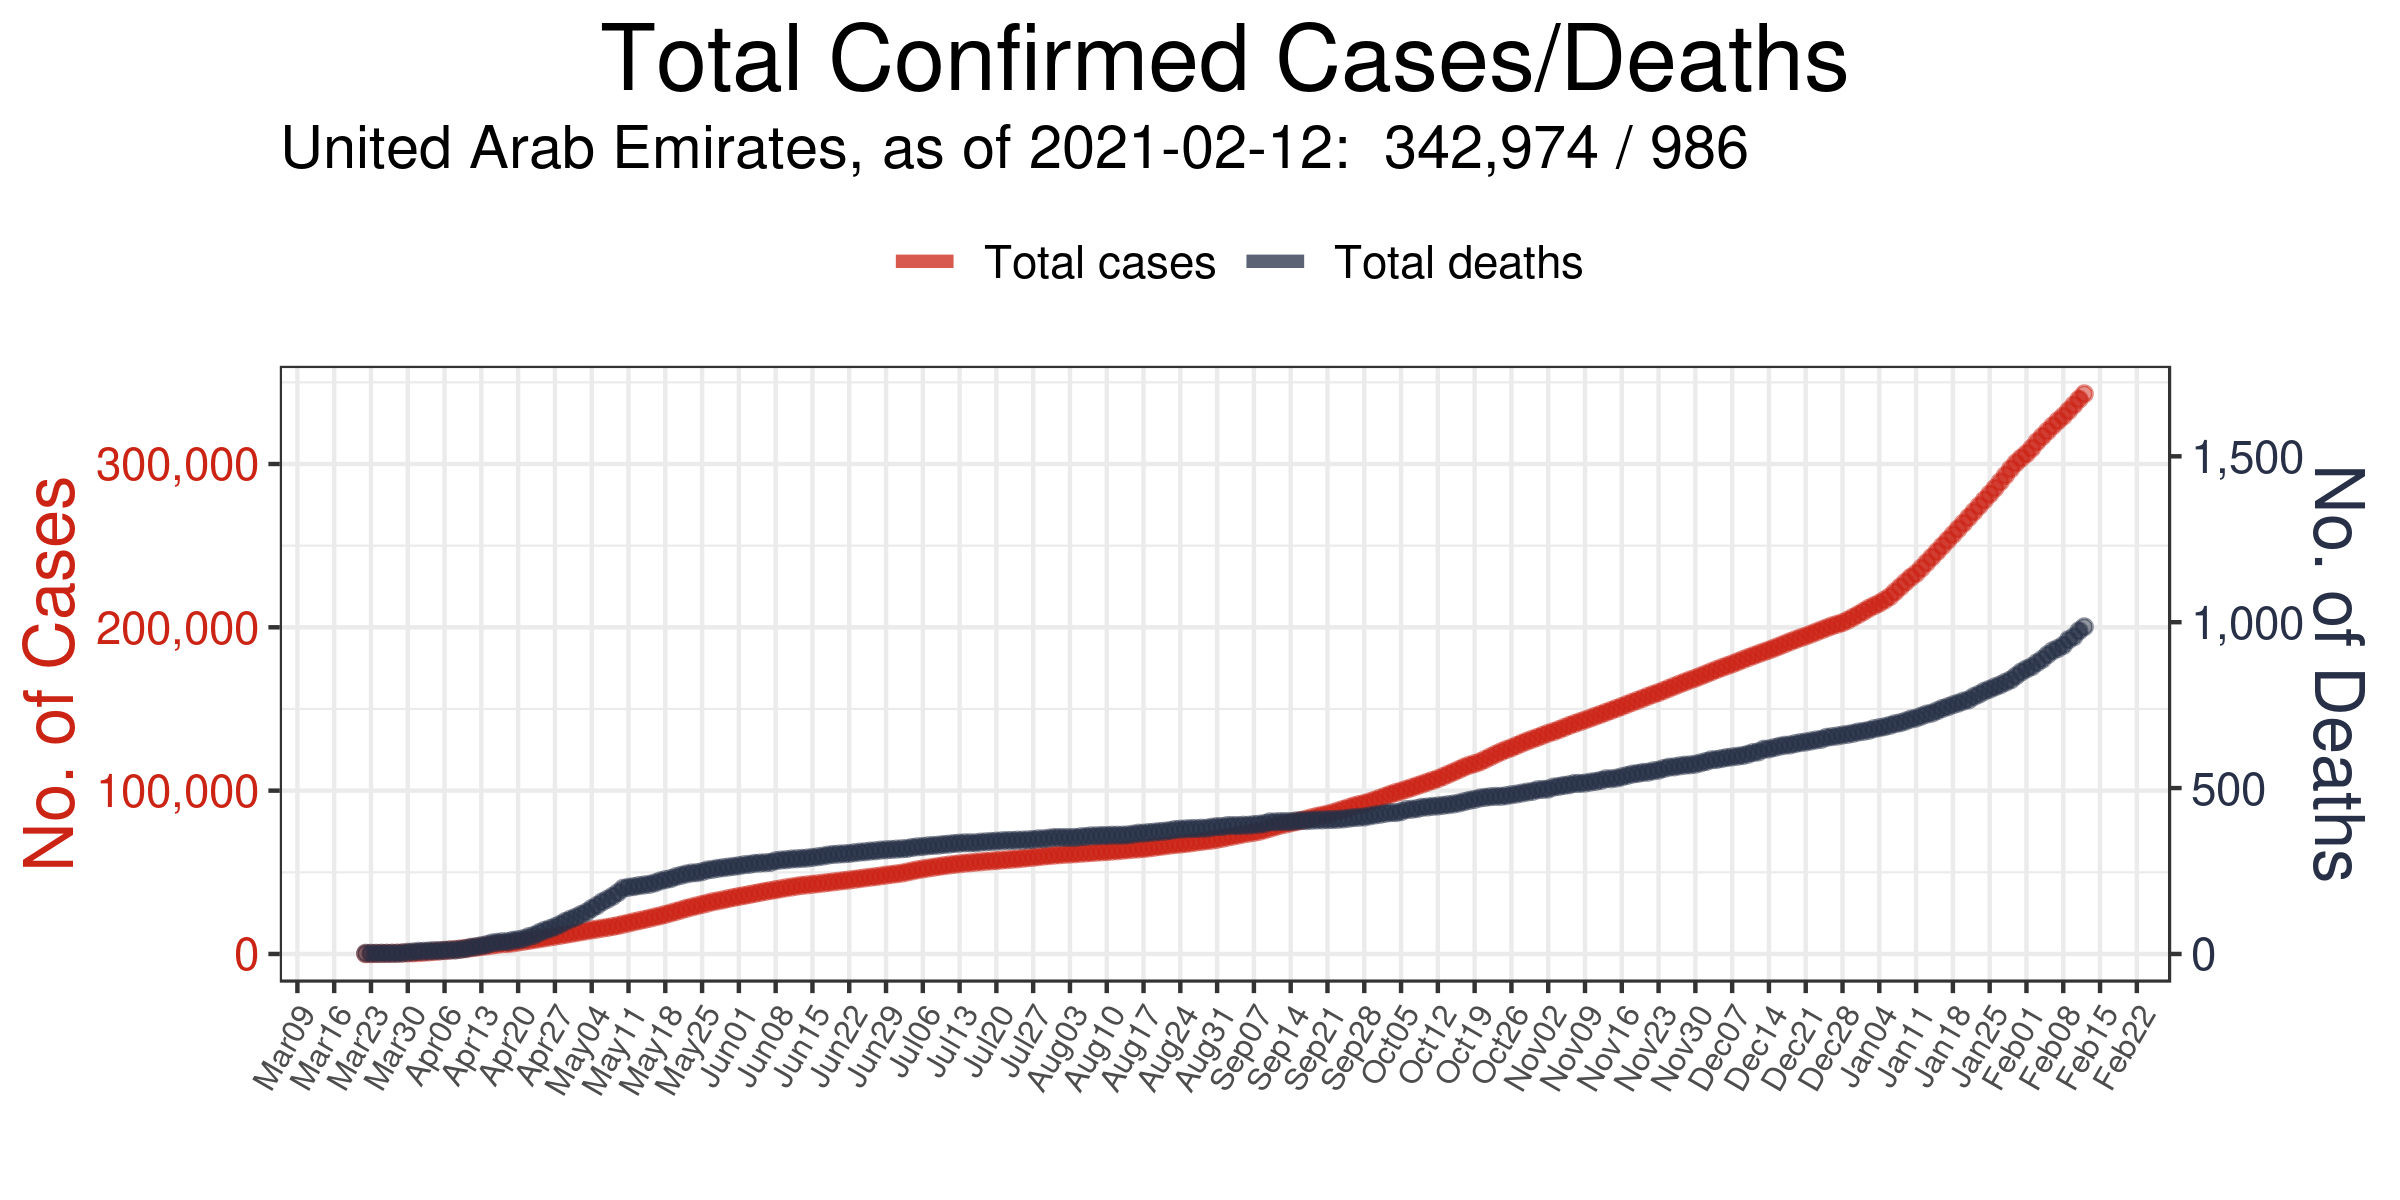 Total Confirmed Cases/Deaths
United Arab Emirates, as of 2021-02-12:  342,974 / 986
Total cases
Total deaths
No. of Cases
300,000
200,000
100,000
0
1,500
1,000
500
0
No. of Deaths
Mar09
Mar16
Mar23
Mar30
Apr06
Apr13
Apr20
Apr27
May04
May11
May18
May25
Jun01
Jun08
Jun15
Jun22
Jun29
Jul06
Jul13
Jul20
Jul27
Aug03
Aug10
Aug17
Aug24
Aug31
Sep07
Sep14
Sep21
Sep28
Oct05
Oct12
Oct19
Oct26
Nov02
Nov09
Nov16
Nov23
Nov30
Dec07
Dec14
Dec21
Dec28
Jan04
Jan11
Jan18
Jan25
Feb01
Feb08
Feb15
Feb22